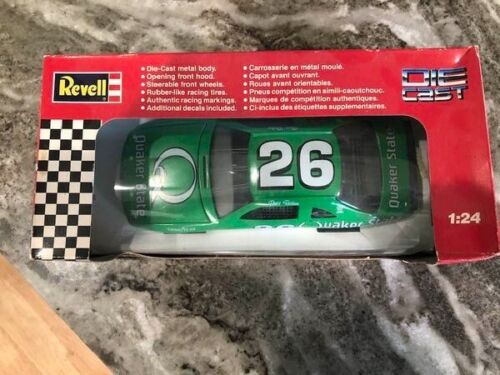 Revell
• Die-Cast metal body.
• Opening front hood.
• Steerable front wheels.
• Rubber-like racing tires.
• Authentic racing markings.
• Additional decals included.
• Carrosserie en métal moulé.
• Capot avant ouvrant.
• Roues avant orientables.
• Pneus compétition en simili-caoutchouc.
• Marques de compétition authentiques.
• Ci-inclus des étiquettes supplémentaires.
DIE
CAST
Quaker State
26
Quaker State
Quaker State
1:24